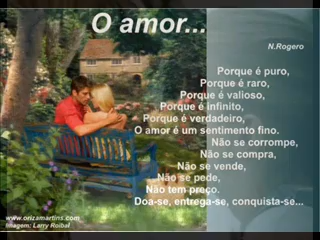 O amor...
N.Rogero
Porque é puro,
Porque é raro,
Porque é valioso,
Porque é infinito,
Porque é verdadeiro,
O amor é um sentimento fino.
Não se corrompe,
Não se compra,
Não se vende,
Não se pede,
Não tem preço.
Doa-se, entrega-se, conquista-se...
www.orizamartins.com
Imagem: Larry Roibal